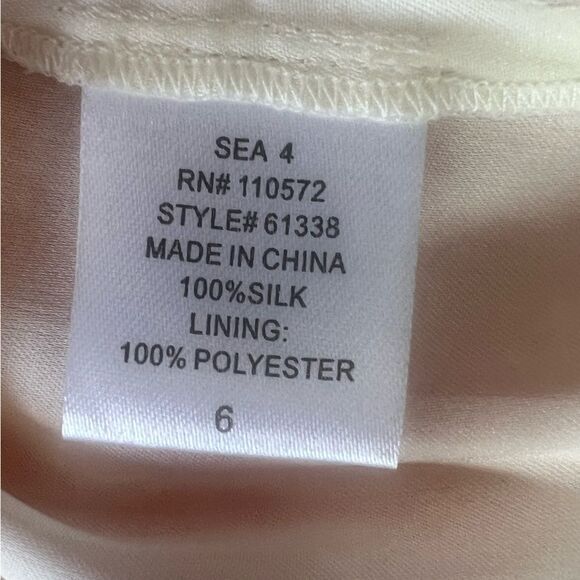 SEA 4
RN# 110572
STYLE# 61338
MADE IN CHINA
100%SILK
LINING:
100% POLYESTER
6